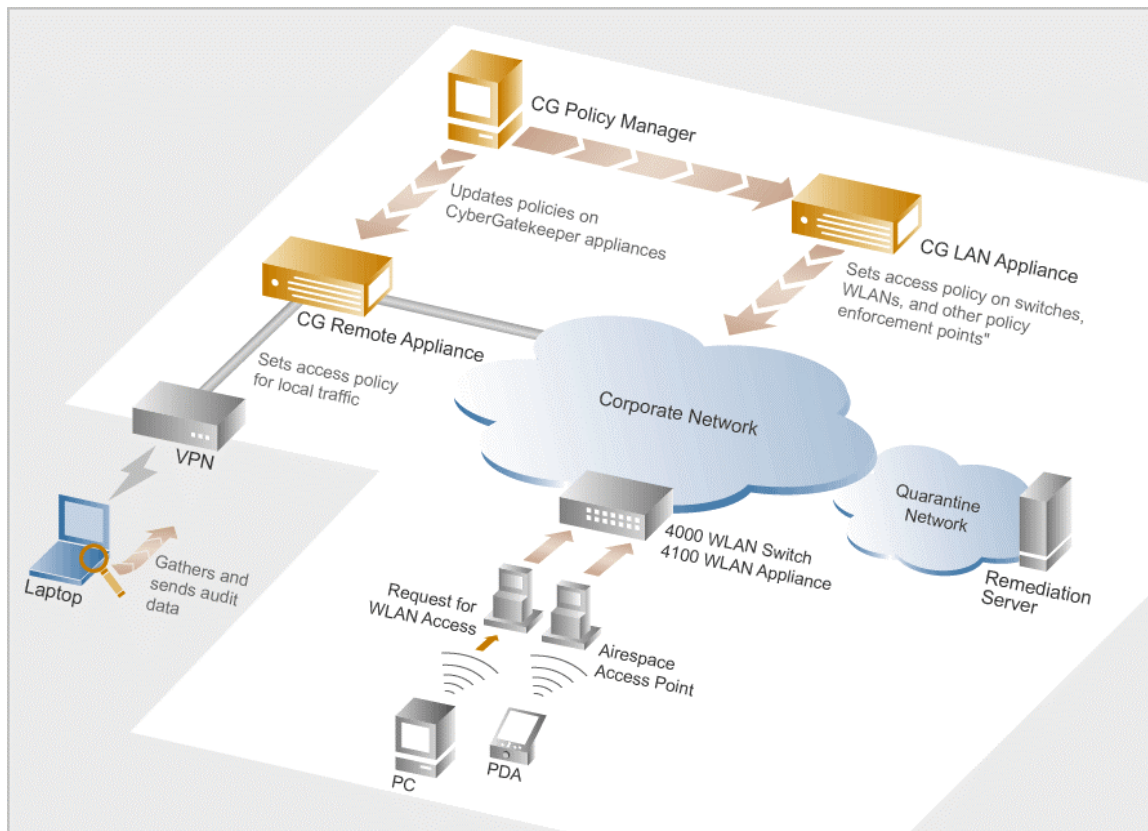 CG Policy Manager
Updates policies on
CyberGatekeeper appliances
CG LAN Appliance
Sets access policy on switches,
WLANs, and other policy
enforcement points"
CG Remote Appliance
Sets access policy
for local traffic
Corporate Network
VPN
Quarantine
Network
4000 WLAN Switch
4100 WLAN Appliance
Remediation
Server
Laptop
Gathers and
sends audit
data
Request for
WLAN Access
Airespace
Access Point
PC
PDA